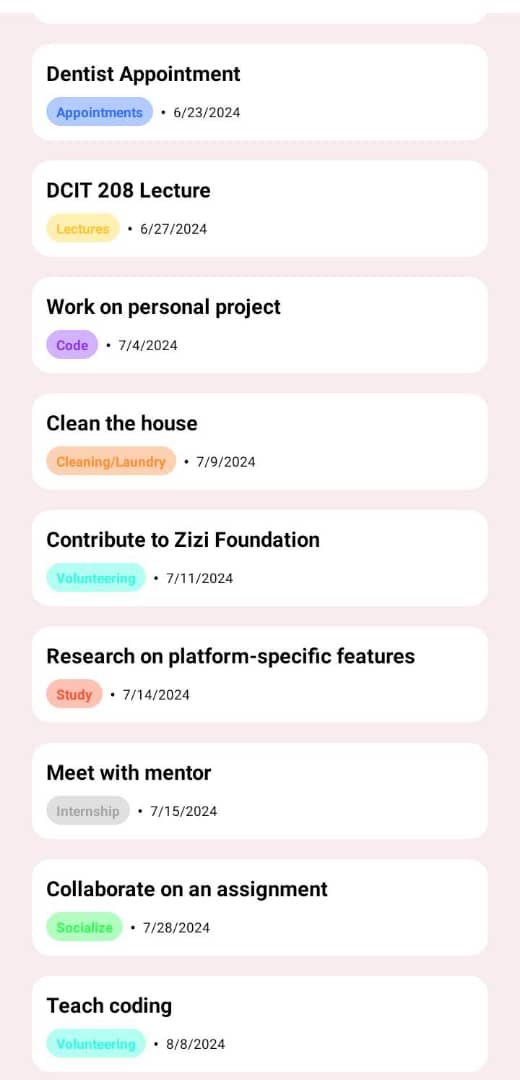 Dentist Appointment
Appointments • 6/23/2024
DCIT 208 Lecture
Lectures • 6/27/2024
Work on personal project
Code • 7/4/2024
Clean the house
Cleaning/Laundry • 7/9/2024
Contribute to Zizi Foundation
Volunteering • 7/11/2024
Research on platform-specific features
Study • 7/14/2024
Meet with mentor
Internship • 7/15/2024
Collaborate on an assignment
Socialize • 7/28/2024
Teach coding
Volunteering • 8/8/2024